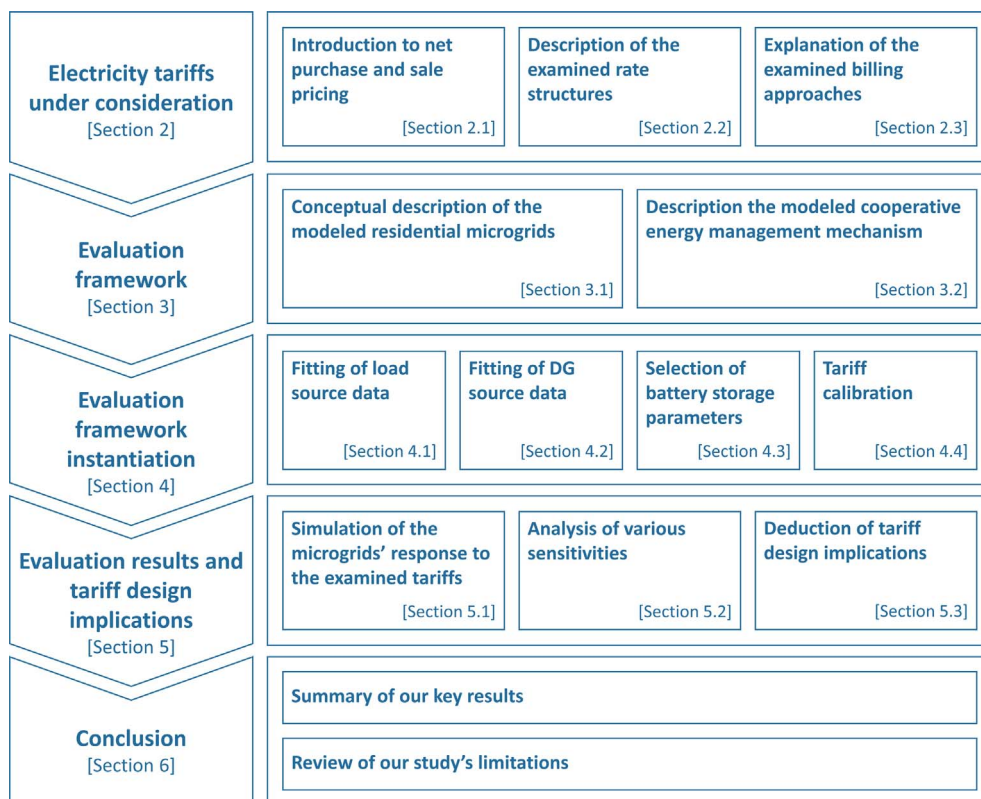 Electricity tariffs
under consideration
[Section 2]
Introduction to net
purchase and sale
pricing
[Section 2.1]
Description of the
examined rate
structures
[Section 2.2]
Explanation of the
examined billing
approaches
[Section 2.3]
Evaluation
framework
[Section 3]
Conceptual description of the
modeled residential microgrids
[Section 3.1]
Description the modeled cooperative
energy management mechanism
[Section 3.2]
Evaluation
framework
instantiation
[Section 4]
Fitting of load
source data
[Section 4.1]
Fitting of DG
source data
[Section 4.2]
Selection of
battery storage
parameters
[Section 4.3]
Tariff
calibration
[Section 4.4]
Evaluation results and
tariff design
implications
[Section 5]
Simulation of the
microgrids’ response to
the examined tariffs
[Section 5.1]
Analysis of various
sensitivities
[Section 5.2]
Deduction of tariff
design implications
[Section 5.3]
Conclusion
[Section 6]
Summary of our key results
Review of our study’s limitations